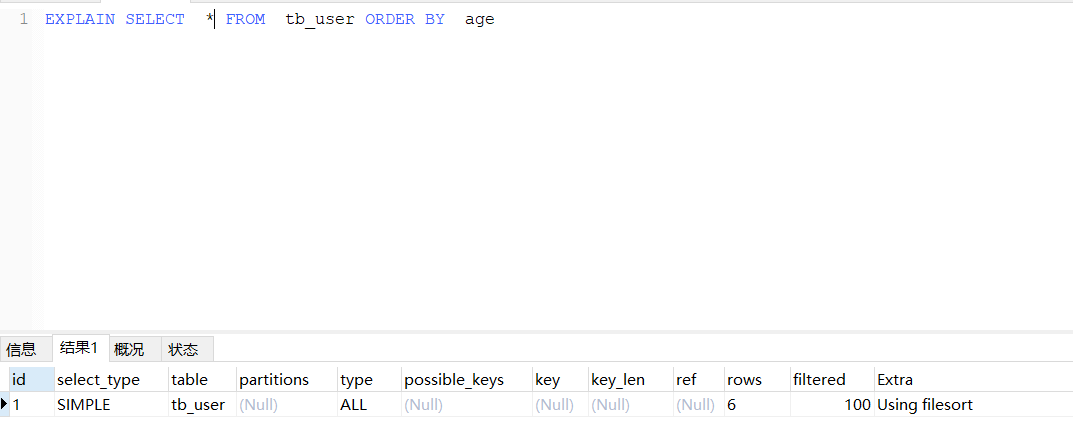 1 EXPLAIN SELECT * FROM tb_user ORDER BY age
信息 结果1 概况 状态
id select_type table partitions type possible_keys key key_len ref rows filtered Extra
1 SIMPLE tb_user (Null) ALL (Null) (Null) (Null) (Null) 6 100 Using filesort